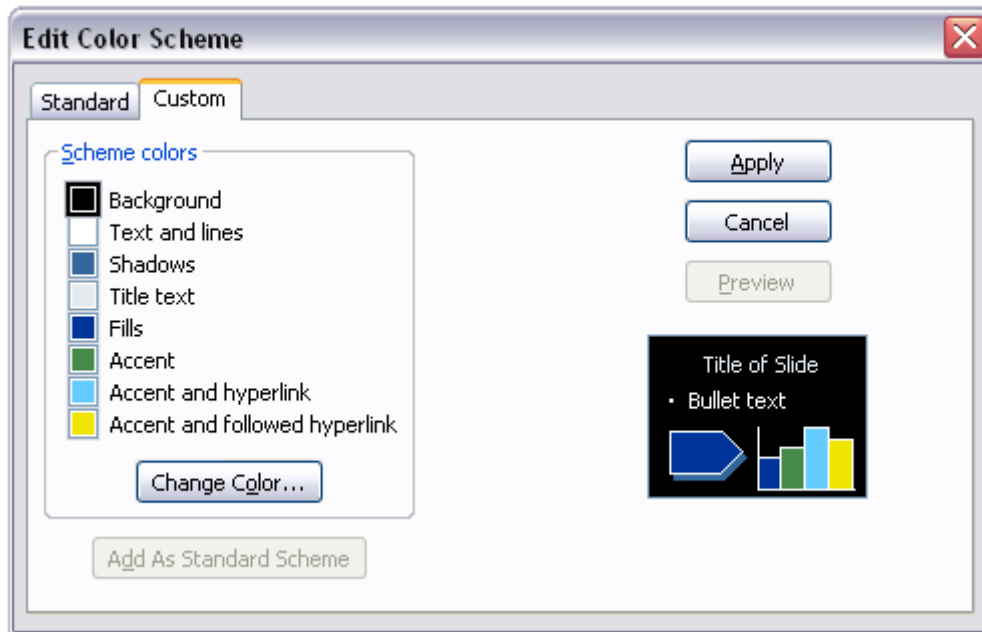 Edit Color Scheme
Standard
Custom
Scheme colors
Background
Text and lines
Shadows
Title text
Fills
Accent
Accent and hyperlink
Accent and followed hyperlink
Change Color...
Add As Standard Scheme
Apply
Cancel
Preview
Title of Slide
• Bullet text